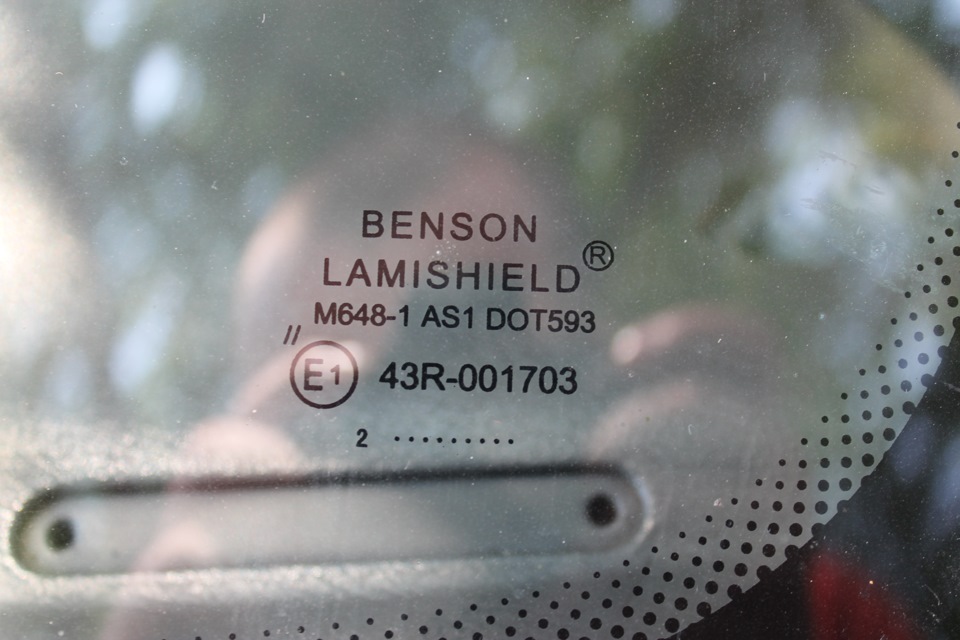 BENSON
LAMISHIELD®
M648-1 AS1 DOT593
//
E1 43R-001703
2 ·········